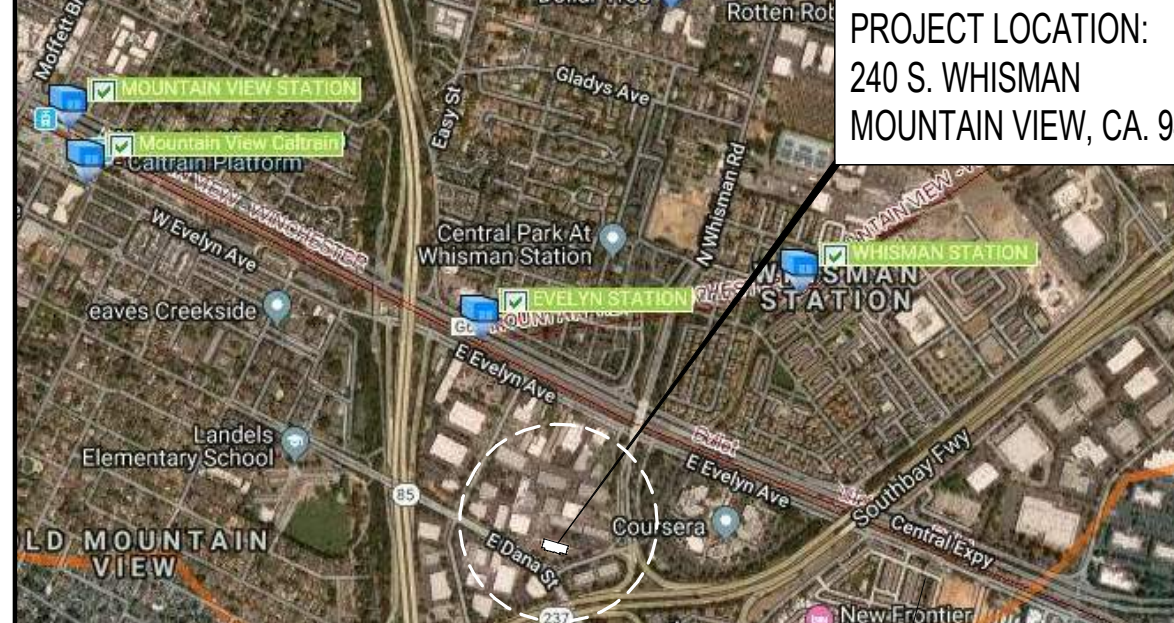 Rotten Rob
PROJECT LOCATION:
240 S. WHISMAN
MOUNTAIN VIEW, CA. 9
Moffett Bl
Gladys Ave
Easy St
MOUNTAIN VIEW STATION
Mountain View Caltrain
Caltrain Platform
N Whisman Rd
W Evelyn Ave
Central Park At
Whisman Station
WHISMAN STATION
WHISMAN
STATION
eaves Creekside
EVELYN STATION
E Evelyn Ave
Landels
Elementary School
E Evelyn Ave
Southbay Fwy
85
Coursera
Central Expy
LD MOUNTAIN
VIEW
E Dana St
237
New Frontier